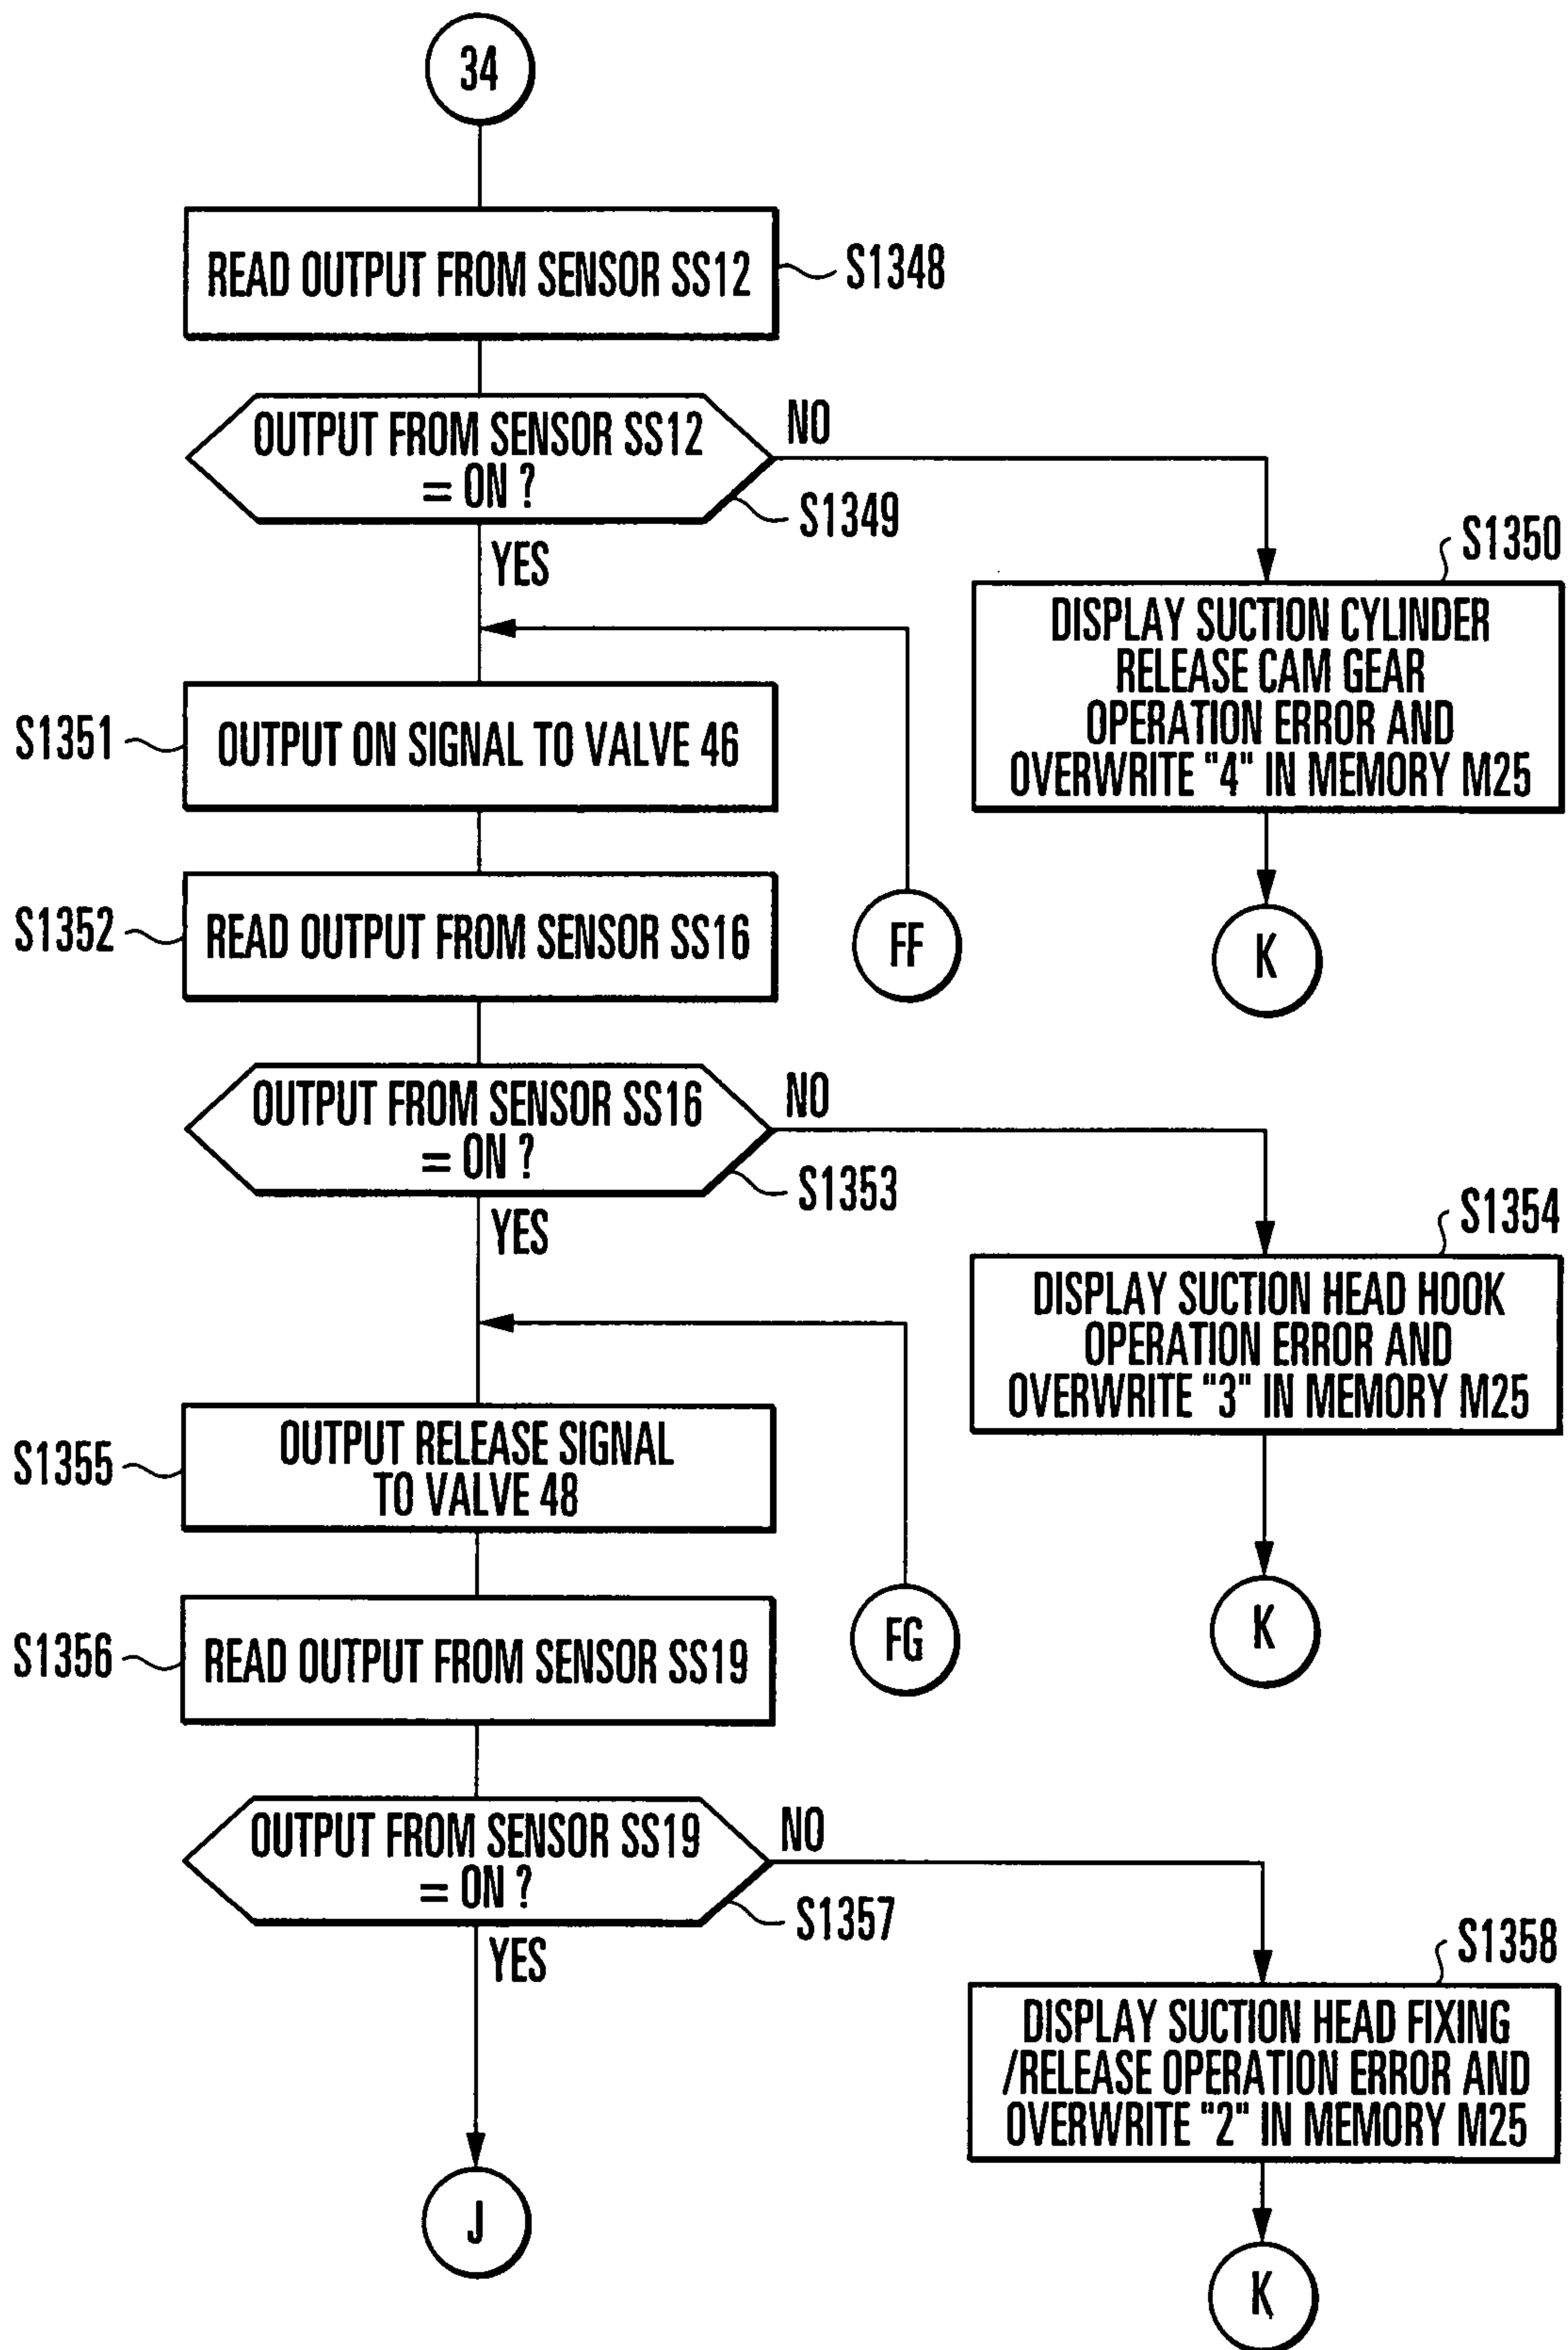 34
READ OUTPUT FROM SENSOR SS12
S1348
OUTPUT FROM SENSOR SS12
= ON ?
NO
S1349
YES
S1350
DISPLAY SUCTION CYLINDER
RELEASE CAM GEAR
OPERATION ERROR AND
OVERWRITE "4" IN MEMORY M25
S1351
OUTPUT ON SIGNAL TO VALVE 46
S1352
READ OUTPUT FROM SENSOR SS16
FF
K
OUTPUT FROM SENSOR SS16
= ON ?
NO
S1353
YES
S1354
DISPLAY SUCTION HEAD HOOK
OPERATION ERROR AND
OVERWRITE "3" IN MEMORY M25
S1355
OUTPUT RELEASE SIGNAL
TO VALVE 48
S1356
READ OUTPUT FROM SENSOR SS19
FG
K
OUTPUT FROM SENSOR SS19
= ON ?
NO
S1357
YES
S1358
DISPLAY SUCTION HEAD FIXING
/RELEASE OPERATION ERROR AND
OVERWRITE "2" IN MEMORY M25
J
K